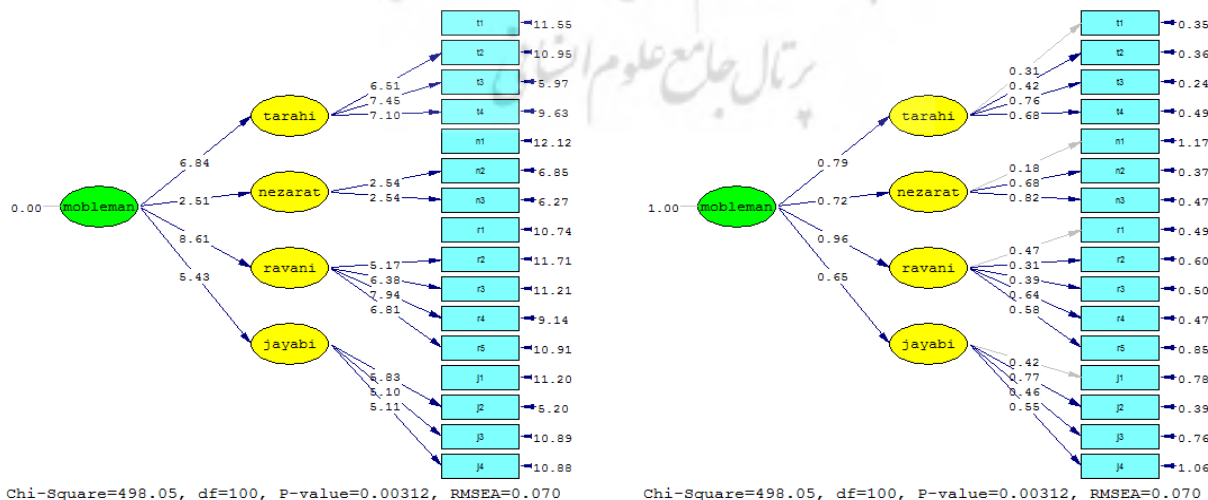 پرتال جامع علوم انسانی
0.00
mobleman
6.84
2.51
8.61
5.43
tarahi
nezarat
ravani
jayabi
6.51
7.45
7.10
2.54
2.54
5.17
6.38
7.94
6.81
5.83
5.10
5.11
t1 11.55
t2 10.95
t3 5.97
t4 9.63
n1 12.12
n2 6.85
n3 6.27
r1 10.74
r2 11.71
r3 11.21
r4 9.14
r5 10.91
j1 11.20
j2 5.20
j3 10.89
j4 10.88
Chi-Square=498.05, df=100, P-value=0.00312, RMSEA=0.070
1.00
mobleman
0.79
0.72
0.96
0.65
tarahi
nezarat
ravani
jayabi
0.31
0.42
0.76
0.68
0.18
0.68
0.82
0.47
0.31
0.39
0.64
0.58
0.42
0.77
0.46
0.55
t1 0.35
t2 0.36
t3 0.24
t4 0.49
n1 1.17
n2 0.37
n3 0.47
r1 0.49
r2 0.60
r3 0.50
r4 0.47
r5 0.85
j1 0.78
j2 0.39
j3 0.76
j4 1.06
Chi-Square=498.05, df=100, P-value=0.00312, RMSEA=0.070